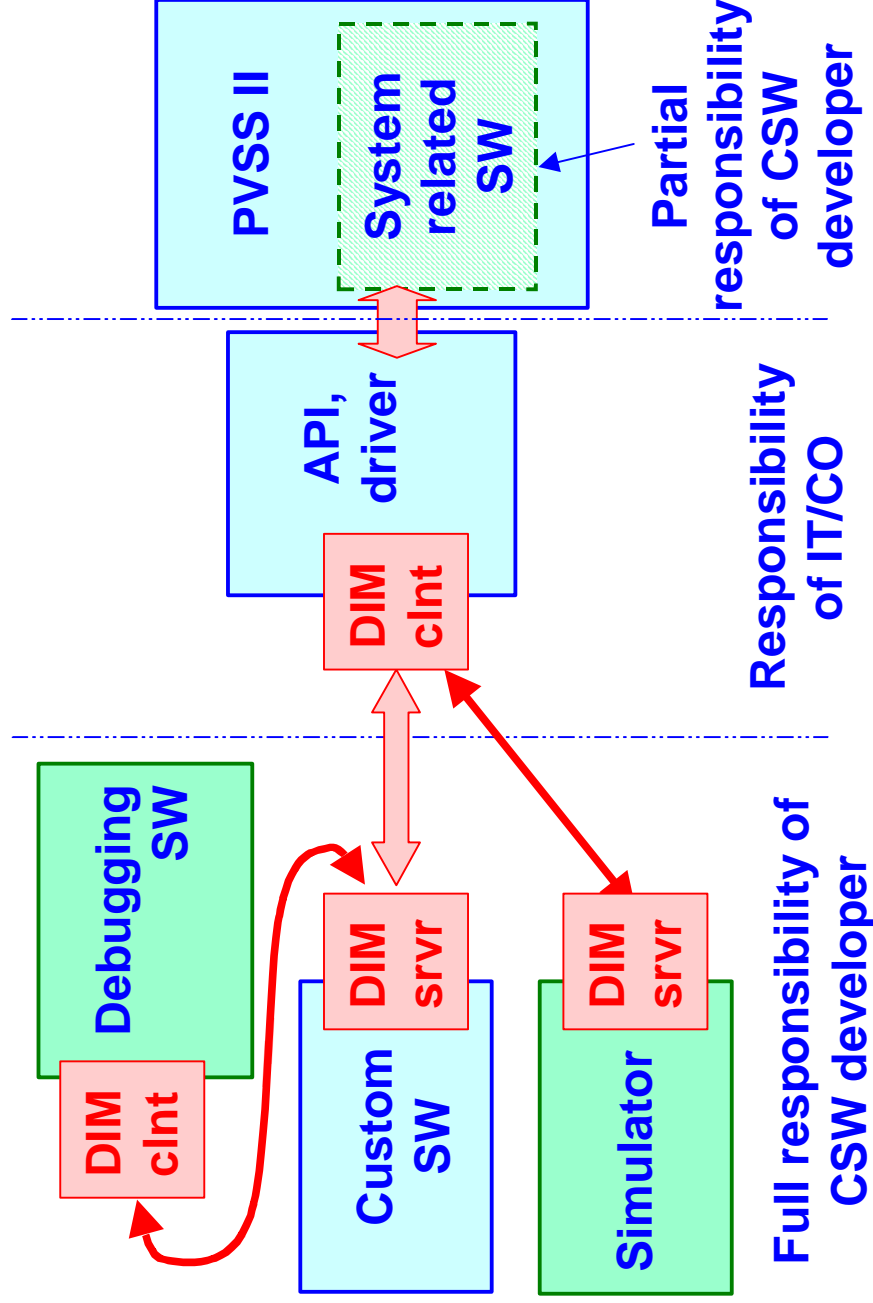 Debugging
SW
DIM
clnt
Custom
SW
DIM
srvr
Simulator
DIM
srvr
Full responsibility of
CSW developer
API,
driver
DIM
clnt
Responsibility
of IT/CO
PVSS II
System
related
SW
Partial
responsibility
of CSW
developer